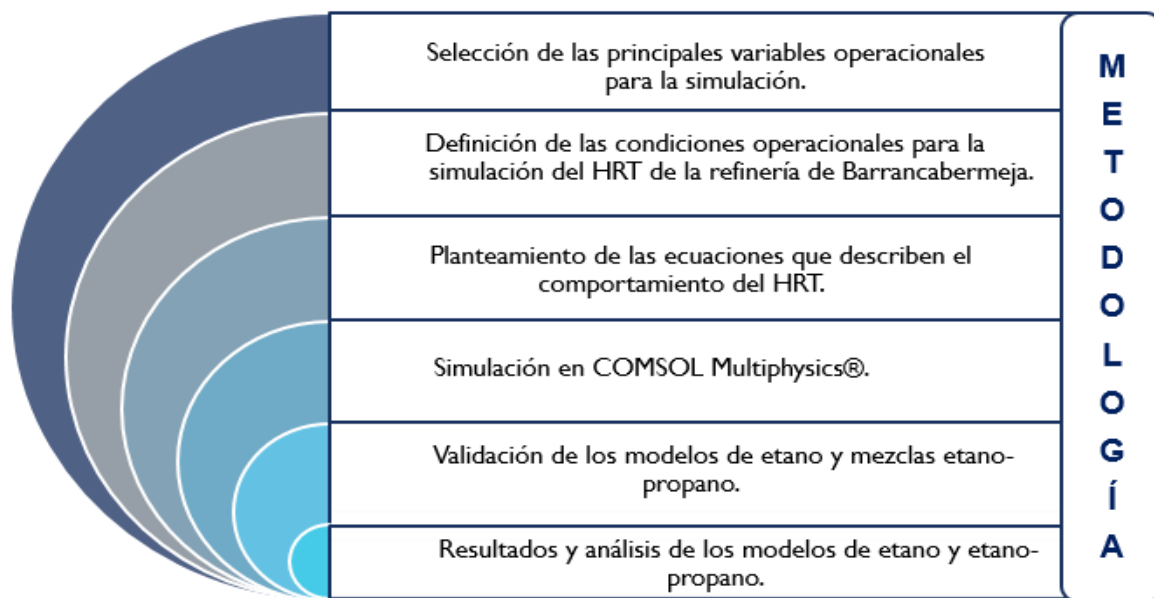 Selección de las principales variables operacionales
para la simulación.
Definición de las condiciones operacionales para la
simulación del HRT de la refinería de Barrancabermeja.
Planteamiento de las ecuaciones que describen el
comportamiento del HRT.
Simulación en COMSOL Multiphysics®.
Validación de los modelos de etano y mezclas etano-
propano.
Resultados y análisis de los modelos de etano y etano-
propano.
METODOLOGÍA